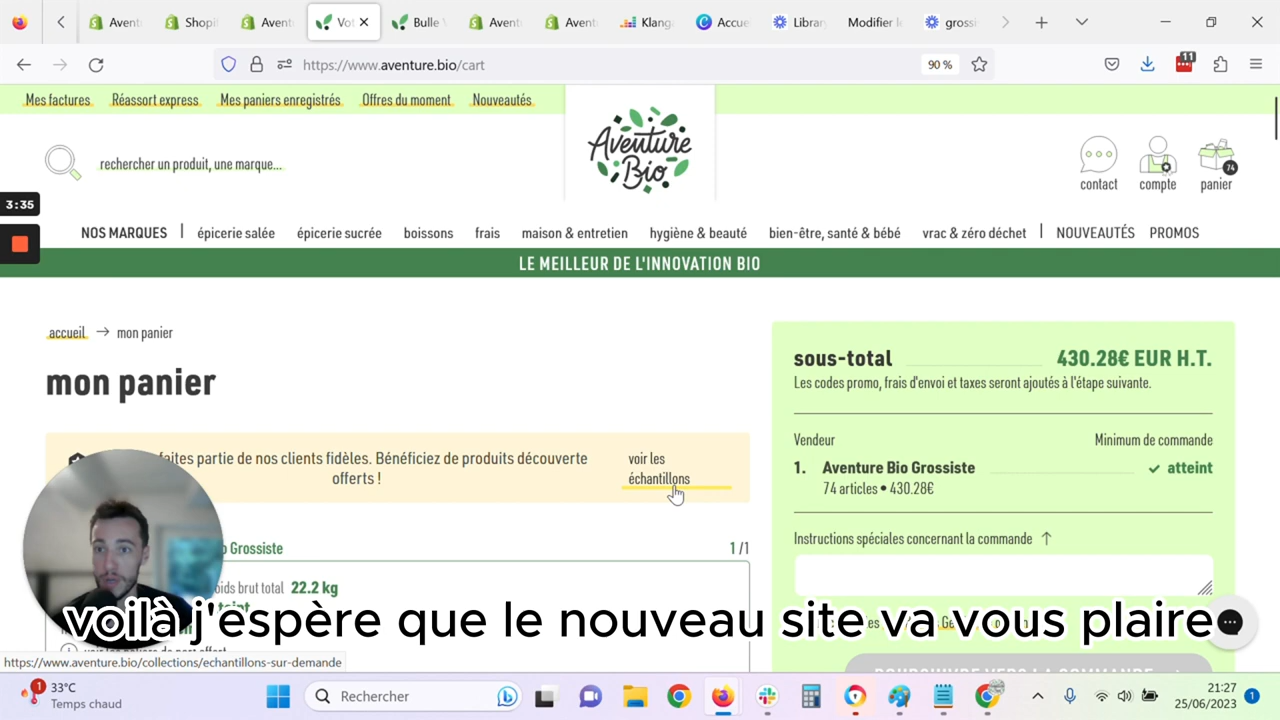 Aventu
Shopi
Aventu
Vot
Bulle V
Aventu
Aventu
Klanga
Accue
Librar
Modifier l
grossi
https://www.aventure.bio/cart
90 %
11
Mes factures
Réassort express
Mes paniers enregistrés
Offres du moment
Nouveautés
Aventure
Bio
rechercher un produit, une marque...
74
contact
compte
panier
3:35
NOS MARQUES
épicerie salée
épicerie sucrée
boissons
frais
maison & entretien
hygiène & beauté
bien-être, santé & bébé
vrac & zéro déchet
NOUVEAUTÉS
PROMOS
LE MEILLEUR DE L'INNOVATION BIO
accueil → mon panier
mon panier
faites partie de nos clients fidèles. Bénéficiez de produits découverte
offerts !
voir les
échantillons
Grossiste
1 /1
oids brut total 22.2 kg
sous-total 430.28€ EUR H.T.
Les codes promo, frais d'envoi et taxes seront ajoutés à l'étape suivante.
Vendeur
Minimum de commande
1. Aventure Bio Grossiste
✓ atteint
74 articles • 430.28€
Instructions spéciales concernant la commande ↑
voilà j'espère que le nouveau site va vous plaire
https://www.aventure.bio/collections/echantillons-sur-demande
1
33°C
Temps chaud
Rechercher
21:27
25/06/2023
1